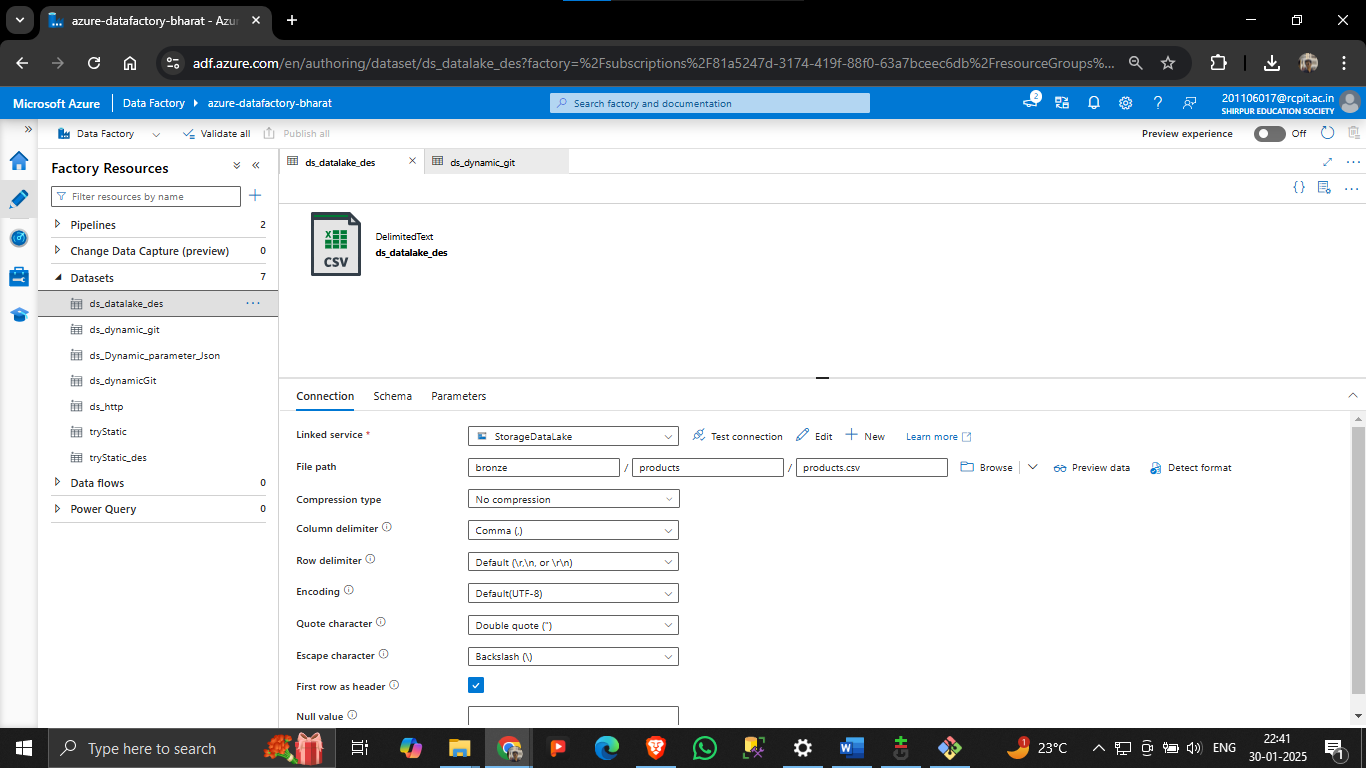 azure-datafactory-bharat - Azu
adf.azure.com/en/authoring/dataset/ds_datalake_des?factory=%2Fsubscriptions%2F81a5247d-3174-419f-88f0-63a7bceec6db%2FresourceGroups%...
Microsoft Azure
Data Factory
azure-datafactory-bharat
Search factory and documentation
2
201106017@rcpit.ac.in
SHIRPUR EDUCATION SOCIETY
Data Factory
Validate all
Publish all
Preview experience
Off
Factory Resources
ds_datalake_des
ds_dynamic_git
Filter resources by name
Pipelines 2
Change Data Capture (preview) 0
Datasets 7
ds_datalake_des
ds_dynamic_git
ds_Dynamic_parameter_Json
ds_dynamicGit
ds_http
tryStatic
tryStatic_des
Data flows 0
Power Query 0
CSV
DelimitedText
ds_datalake_des
Connection
Schema
Parameters
Linked service *
StorageDataLake
Test connection
Edit
New
Learn more
File path
bronze / products / products.csv
Browse
Preview data
Detect format
Compression type
No compression
Column delimiter
Comma (,)
Row delimiter
Default (\r,\n, or \r\n)
Encoding
Default(UTF-8)
Quote character
Double quote (")
Escape character
Backslash (\)
First row as header
Null value
Type here to search
1
23°C
ENG
22:41
30-01-2025
1